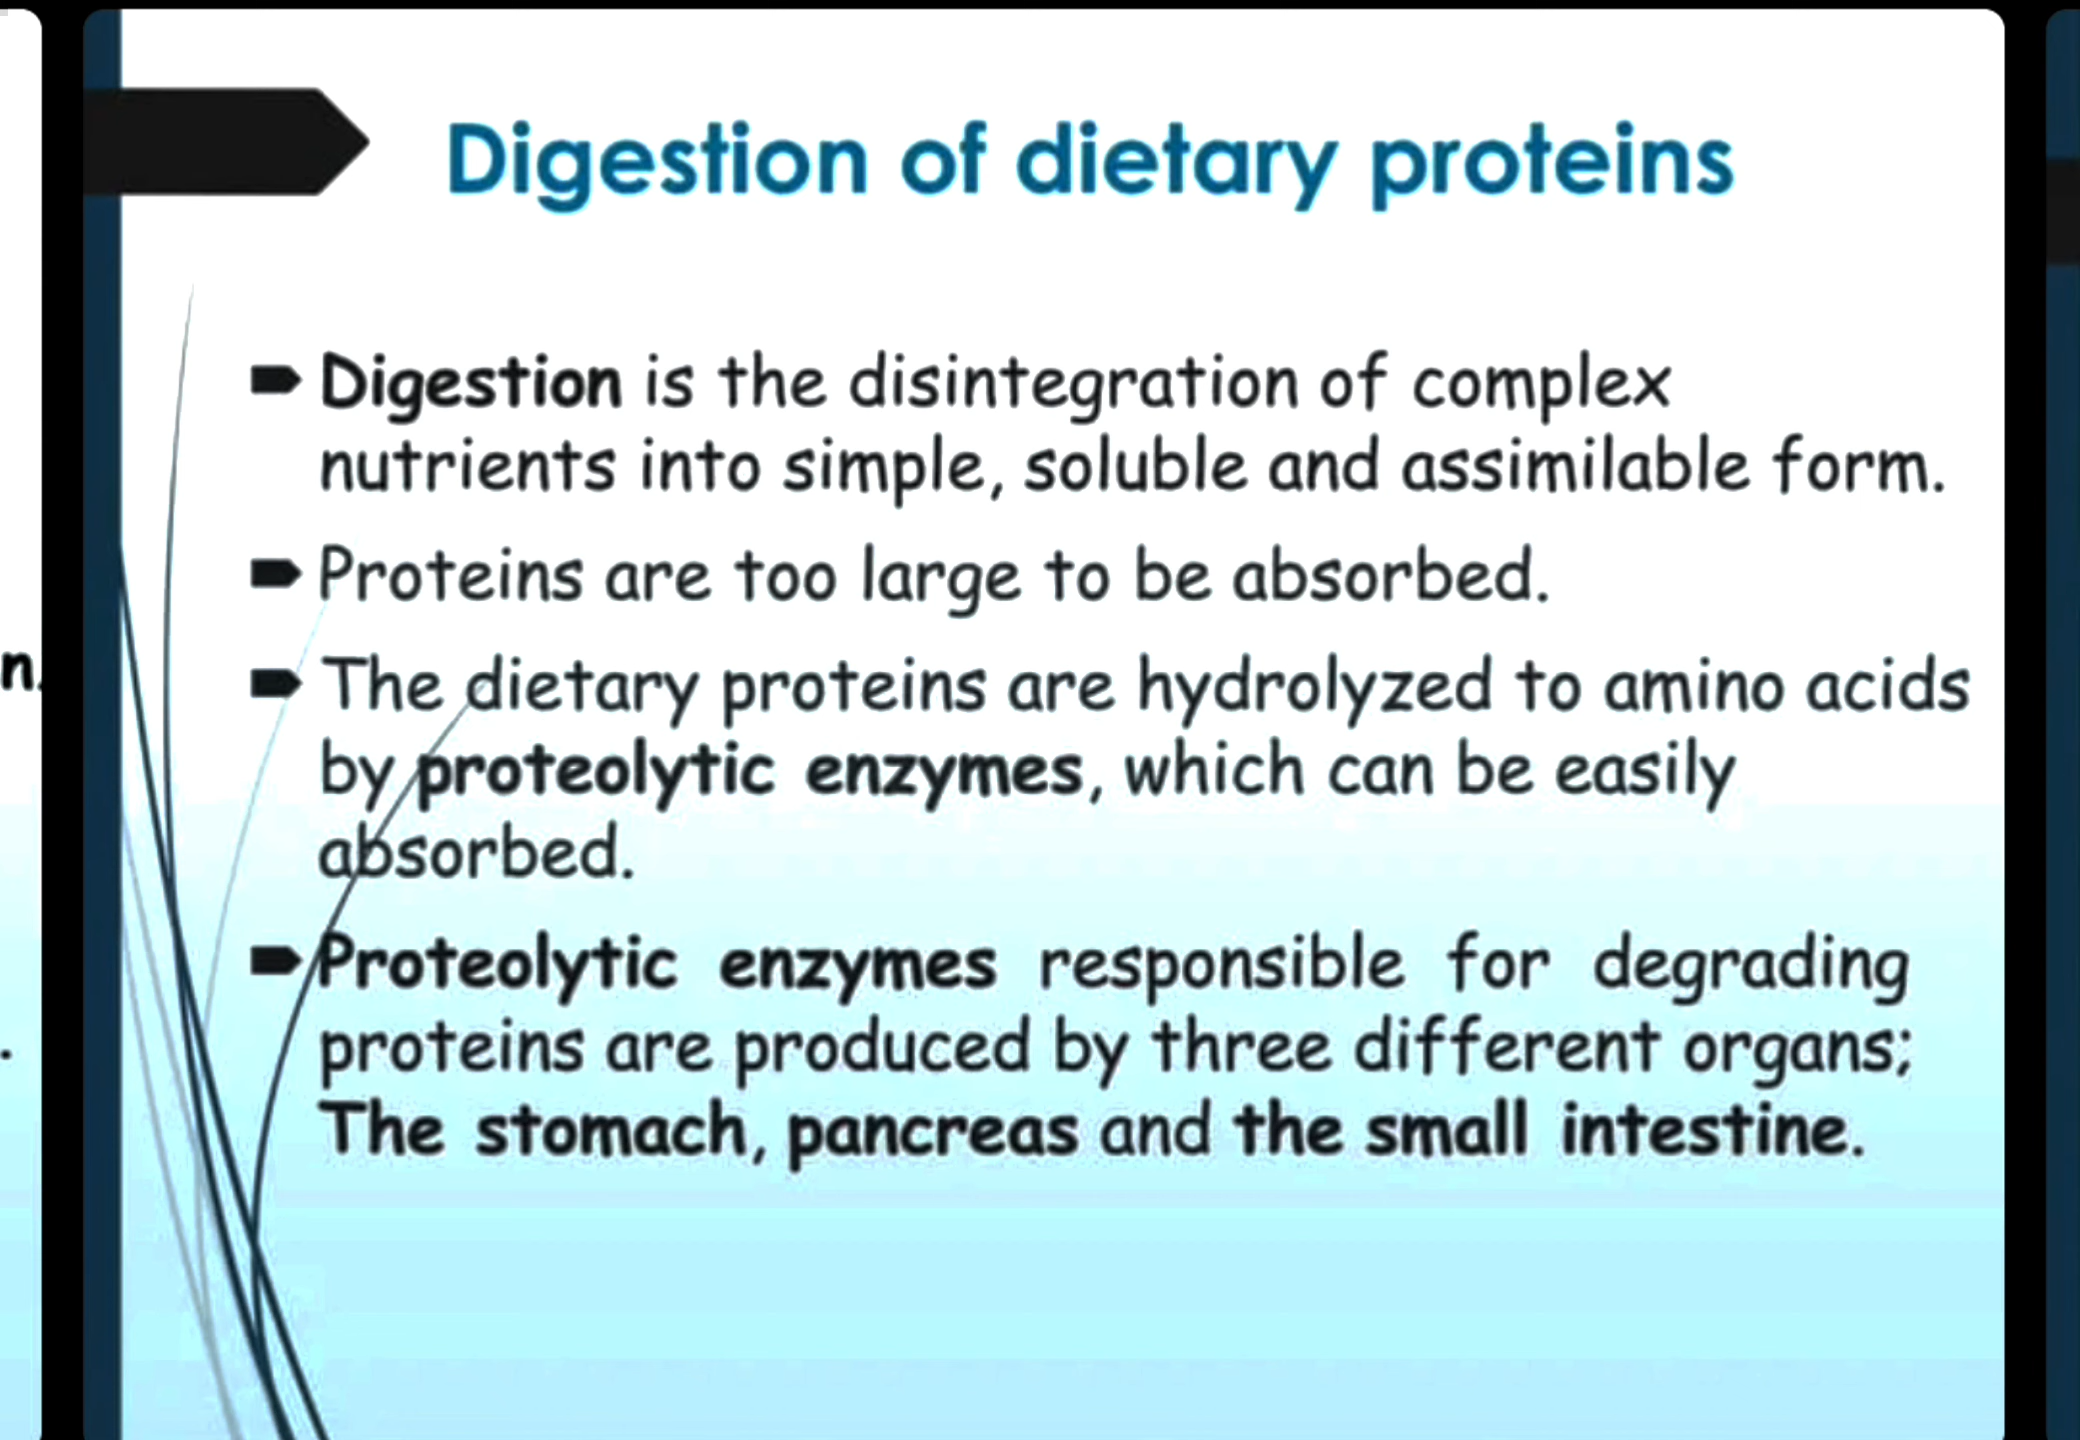 Digestion of dietary proteins
Digestion is the disintegration of complex
nutrients into simple, soluble and assimilable form.
Proteins are too large to be absorbed.
The dietary proteins are hydrolyzed to amino acids
by proteolytic enzymes, which can be easily
absorbed.
Proteolytic enzymes responsible for degrading
proteins are produced by three different organs;
The stomach, pancreas and the small intestine.
n.